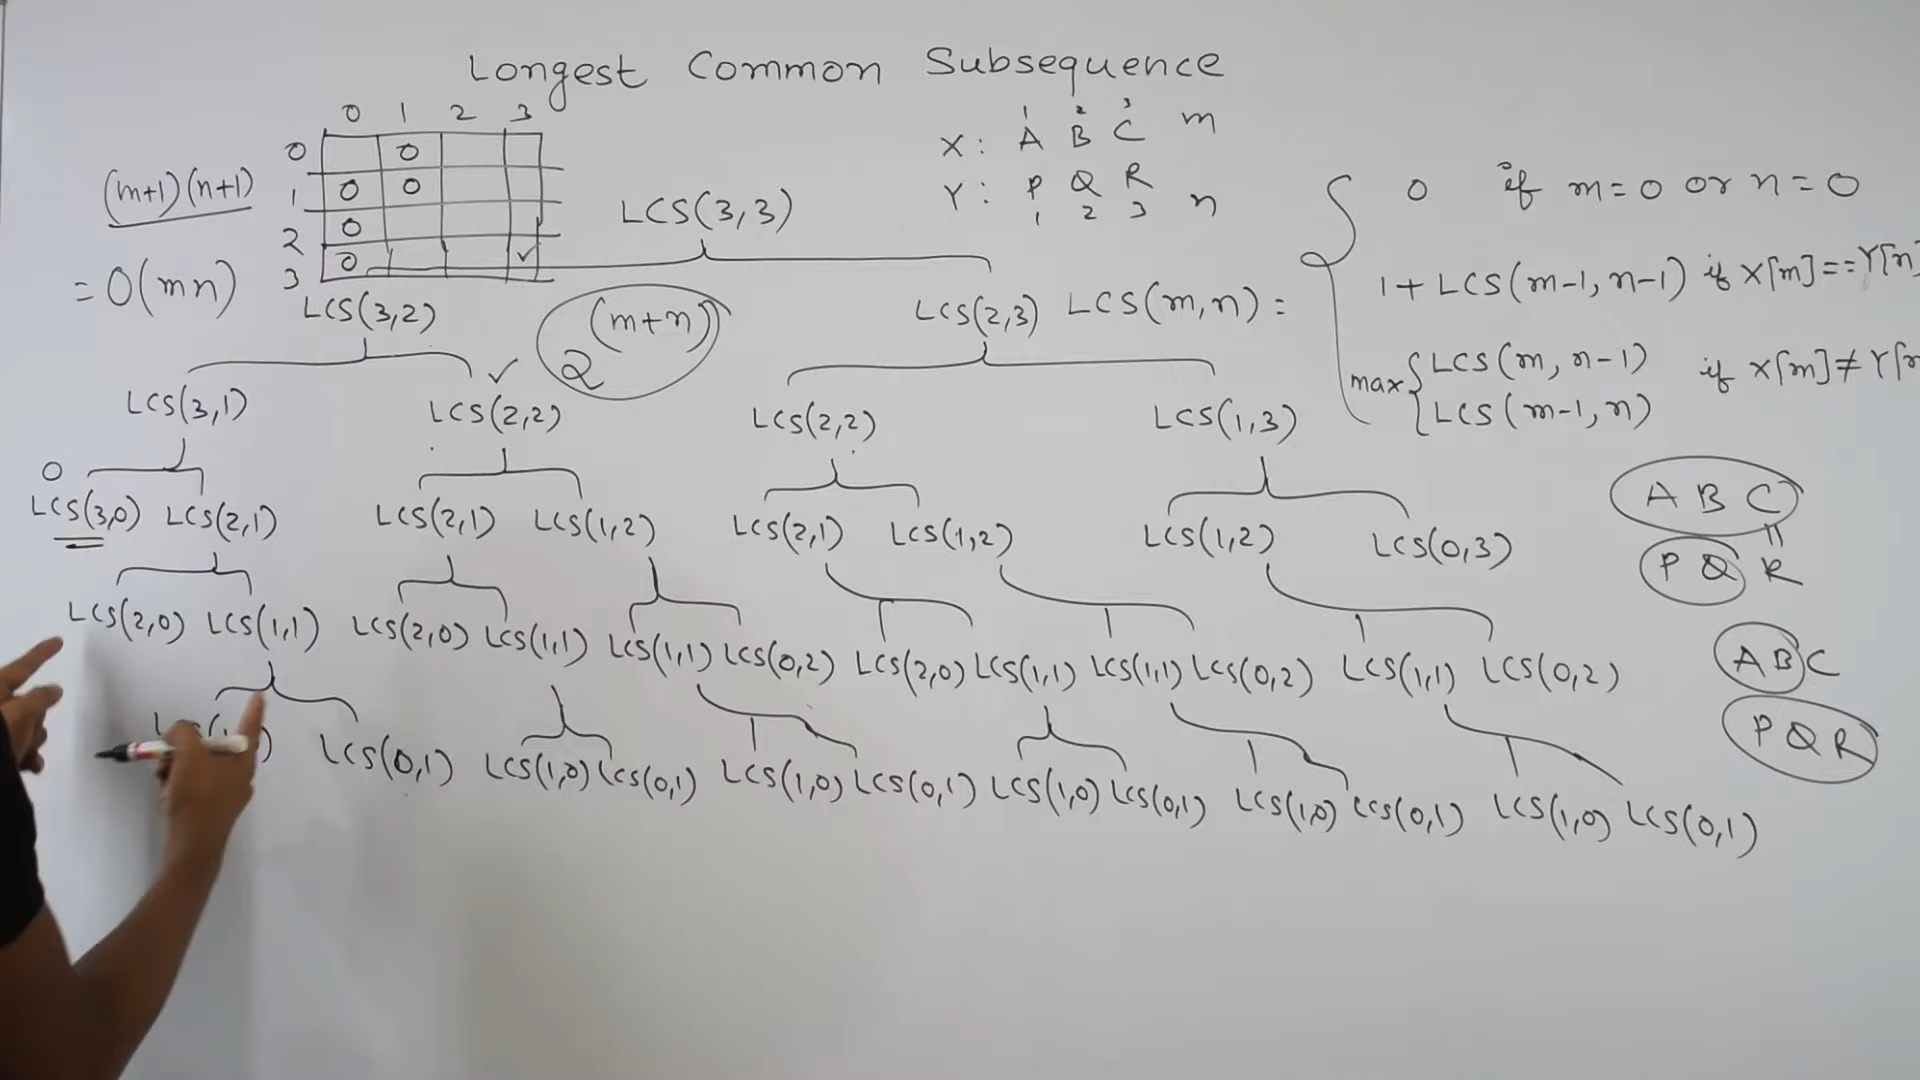 Longest Common Subsequence
0 1 2 3
0 0
1 0 0
2 0
3 0 ✓
(m+1)(n+1)
= O(mn)
1 2 3
X: A B C m
Y: P Q R n
1 2 3
LCS(m,n) =
0 if m=0 or n=0
1+LCS(m-1, n-1) if X[m]==Y[n]
max LCS(m, n-1) if X[m]≠Y[n
LCS(m-1, n)
LCS(3,3)
LCS(3,2) LCS(2,3)
2^(m+n)
LCS(3,1) ✓ LCS(2,2) LCS(2,2) LCS(1,3)
0
LCS(3,0) LCS(2,1) LCS(2,1) LCS(1,2) LCS(2,1) LCS(1,2) LCS(1,2) LCS(0,3)
LCS(2,0) LCS(1,1) LCS(2,0) LCS(1,1) LCS(1,1) LCS(0,2) LCS(2,0) LCS(1,1) LCS(1,1) LCS(0,2) LCS(1,1) LCS(0,2)
LCS(0,1) LCS(1,0) LCS(0,1) LCS(1,0) LCS(0,1) LCS(1,0) LCS(0,1) LCS(1,0) LCS(0,1) LCS(1,0) LCS(0,1)
A B C
P Q R
A B C
P Q R